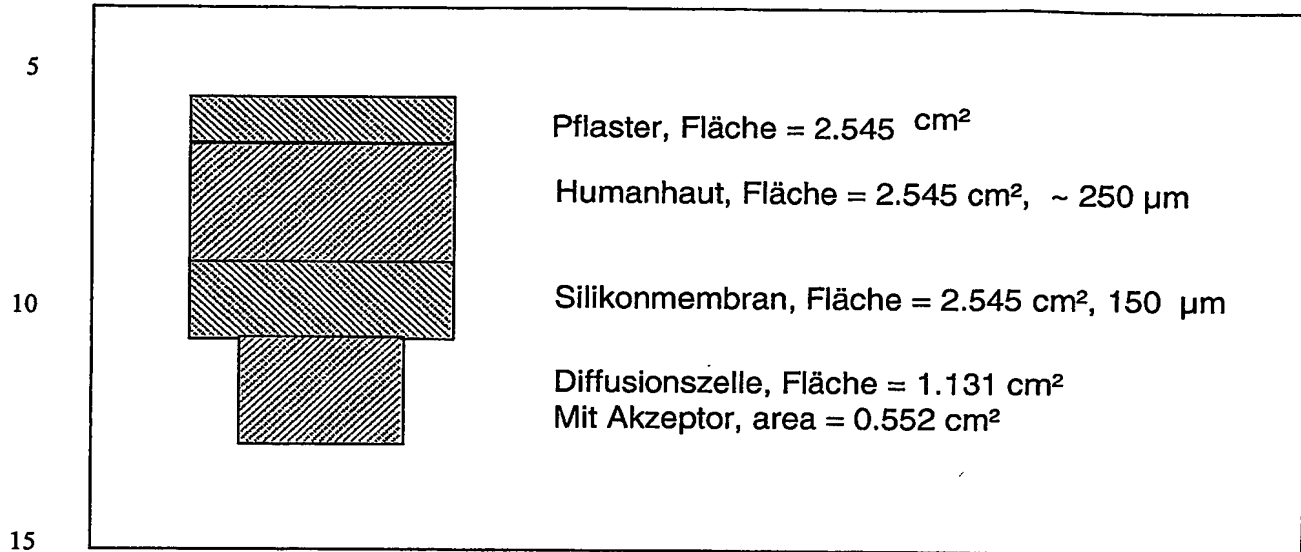 5
Pflaster, Fläche = 2.545 cm²
Humanhaut, Fläche = 2.545 cm², ~ 250 µm
10
Silikonmembran, Fläche = 2.545 cm², 150 µm
Diffusionszelle, Fläche = 1.131 cm²
Mit Akzeptor, area = 0.552 cm²
15